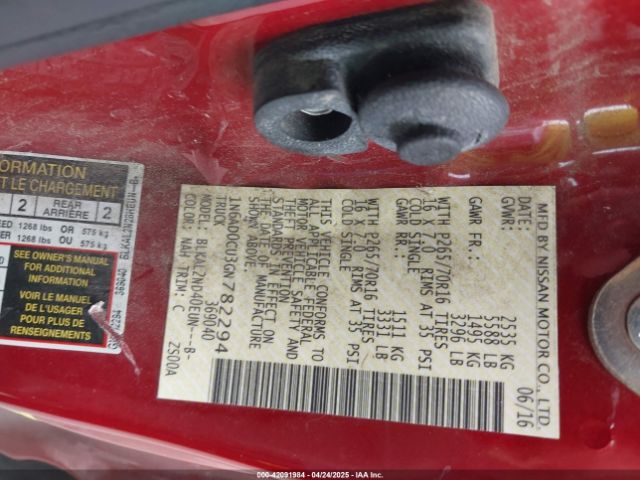 MFD BY NISSAN MOTOR CO., LTD.
06/16
GVWR: 2535 KG
5588 LB
GAWR FR.: 1495 KG
3296 LB
WITH P265/70R16 TIRES
16 X 7.0 RIMS AT 35 PSI
COLD SINGLE
GAWR RR.: 1511 KG
3331 LB
WITH P265/70R16 TIRES
16 X 7.0 RIMS AT 35 PSI
COLD SINGLE
THIS VEHICLE CONFORMS TO
ALL APPLICABLE FEDERAL
MOTOR VEHICLE SAFETY AND
THEFT PREVENTION
STANDARDS IN EFFECT ON
THE DATE OF MANUFACTURE
SHOWN ABOVE.
1N6AD0CU3GN782294
TRUCK 369040
MODEL: BLKAL2ND40EUN---B-
COLOR: NAH TRIM: C ZS00A
ORMATION
T LE CHARGEMENT
2 REAR
ARRIÈRE 2
EED 1268 lbs OR 575 kg
1268 lbs OU 575 kg
SEE OWNER'S MANUAL
FOR ADDITIONAL
INFORMATION
VOIR LE MANUEL
DE L'USAGER
POUR PLUS DE
RENSEIGNEMENTS
000-42091984 - 04/24/2025 - IAA, Inc.